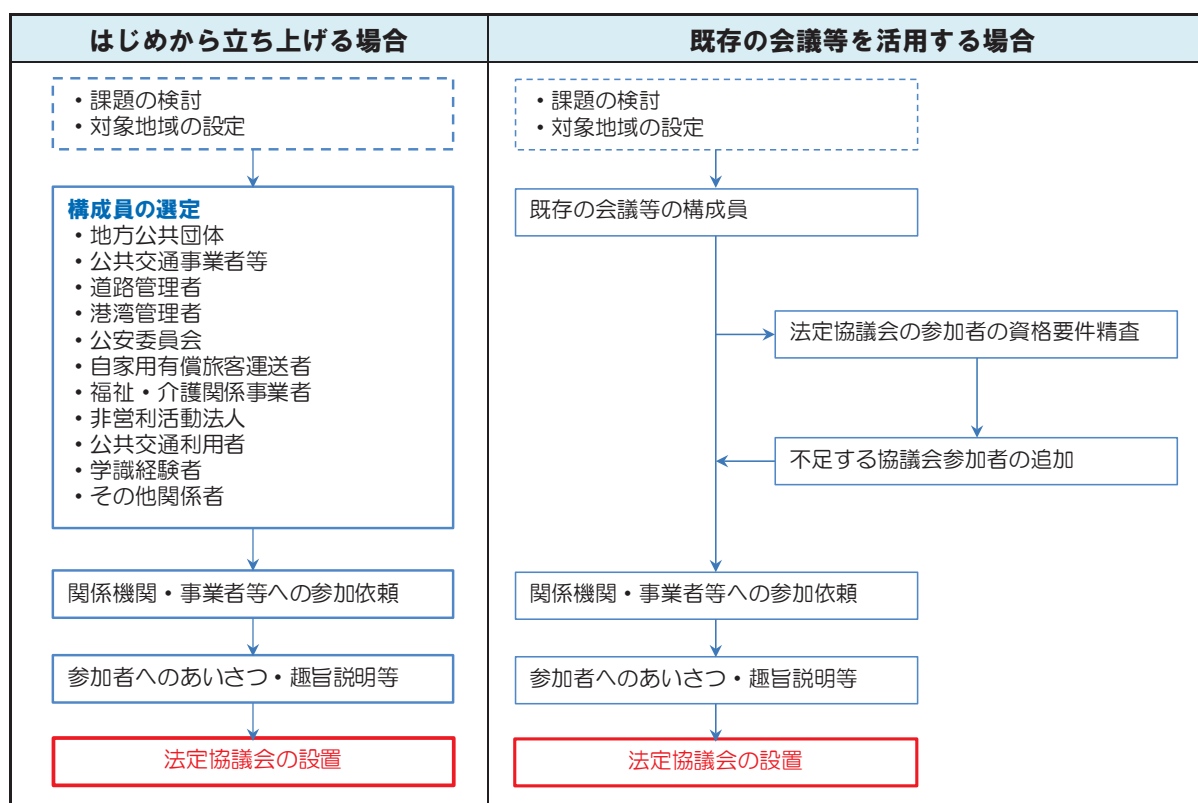 はじめから立ち上げる場合
・課題の検討
・対象地域の設定
構成員の選定
・地方公共団体
・公共交通事業者等
・道路管理者
・港湾管理者
・公安委員会
・自家用有償旅客運送者
・福祉・介護関係事業者
・非営利活動法人
・公共交通利用者
・学識経験者
・その他関係者
関係機関・事業者等への参加依頼
参加者へのあいさつ・趣旨説明等
法定協議会の設置
既存の会議等を活用する場合
・課題の検討
・対象地域の設定
既存の会議等の構成員
法定協議会の参加者の資格要件精査
不足する協議会参加者の追加
関係機関・事業者等への参加依頼
参加者へのあいさつ・趣旨説明等
法定協議会の設置